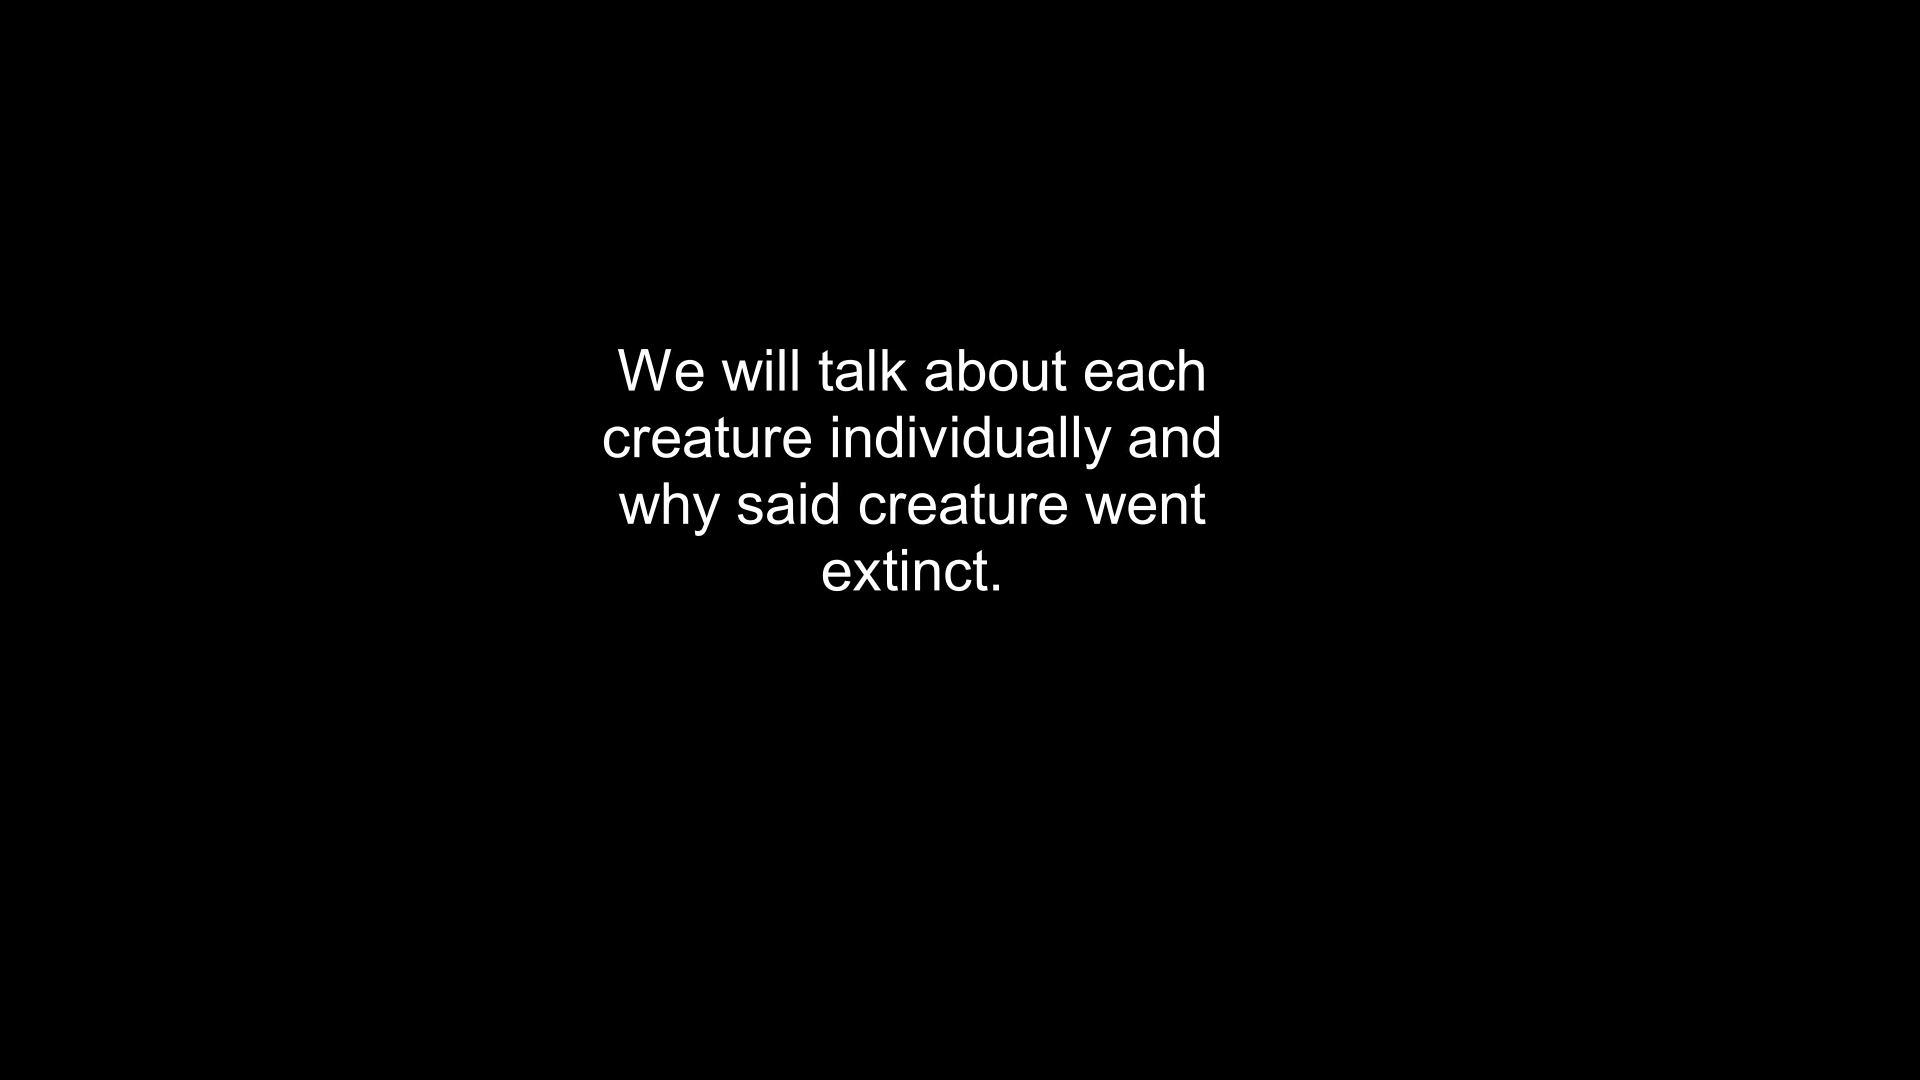 We will talk about each
creature individually and
why said creature went
extinct.